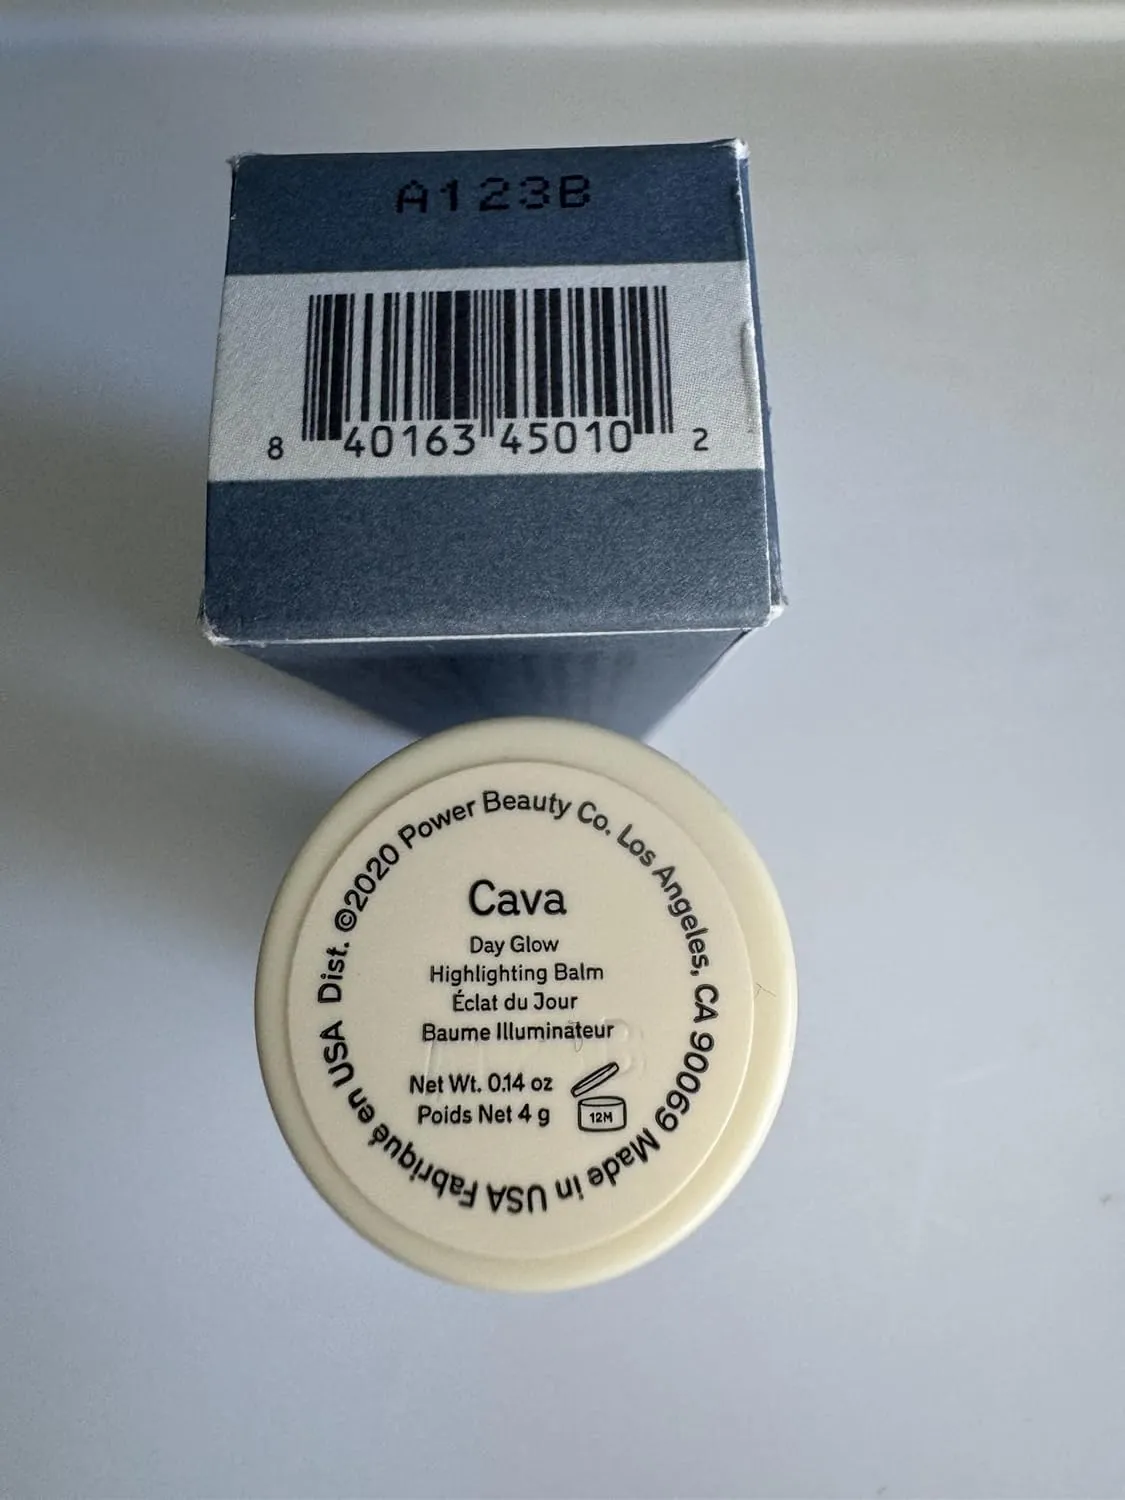 A123B
8 40163 45010 2
Dist. ©2020 Power Beauty Co. Los Angeles, CA 90069 Made in USA Fabriqué en USA
Cava
Day Glow
Highlighting Balm
Éclat du Jour
Baume Illuminateur
Net Wt. 0.14 oz
Poids Net 4 g
12M